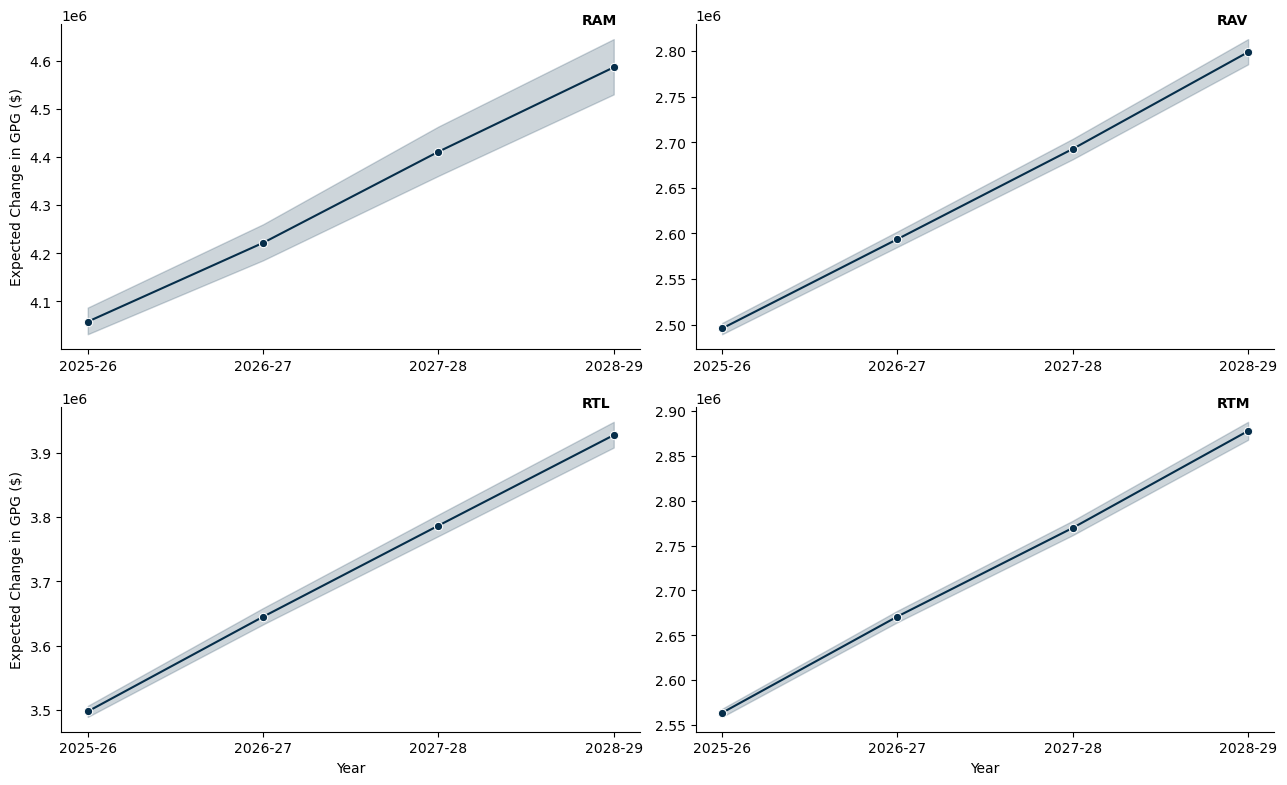 1e6
RAM
Expected Change in GPG ($)
4.6
4.5
4.4
4.3
4.2
4.1
2025-26 2026-27 2027-28 2028-29
1e6
RAV
2.80
2.75
2.70
2.65
2.60
2.55
2.50
2025-26 2026-27 2027-28 2028-29
1e6
RTL
Expected Change in GPG ($)
3.9
3.8
3.7
3.6
3.5
2025-26 2026-27 2027-28 2028-29
Year
1e6
RTM
2.90
2.85
2.80
2.75
2.70
2.65
2.60
2.55
2025-26 2026-27 2027-28 2028-29
Year